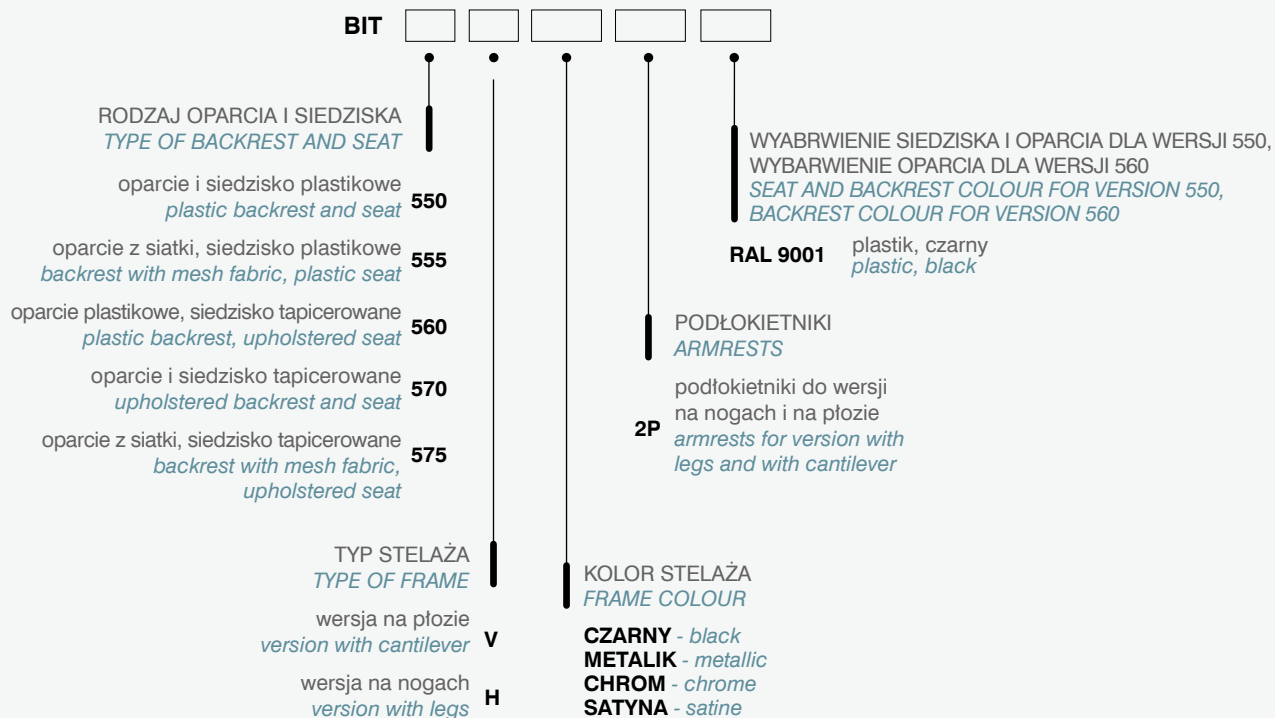 BIT
RODZAJ OPARCIA I SIEDZISKA
TYPE OF BACKREST AND SEAT
oparcie i siedzisko plastikowe
plastic backrest and seat
550
oparcie z siatki, siedzisko plastikowe
backrest with mesh fabric, plastic seat
555
oparcie plastikowe, siedzisko tapicerowane
plastic backrest, upholstered seat
560
oparcie i siedzisko tapicerowane
upholstered backrest and seat
570
oparcie z siatki, siedzisko tapicerowane
backrest with mesh fabric,
upholstered seat
575
TYP STELAŻA
TYPE OF FRAME
wersja na płozie
version with cantilever
V
wersja na nogach
version with legs
H
KOLOR STELAŻA
FRAME COLOUR
CZARNY - black
METALIK - metallic
CHROM - chrome
SATYNA - satine
PODŁOKIETNIKI
ARMRESTS
2P
podłokietniki do wersji
na nogach i na płozie
armrests for version with
legs and with cantilever
WYABRWIENIE SIEDZISKA I OPARCIA DLA WERSJI 550,
WYBARWIENIE OPARCIA DLA WERSJI 560
SEAT AND BACKREST COLOUR FOR VERSION 550,
BACKREST COLOUR FOR VERSION 560
RAL 9001
plastik, czarny
plastic, black